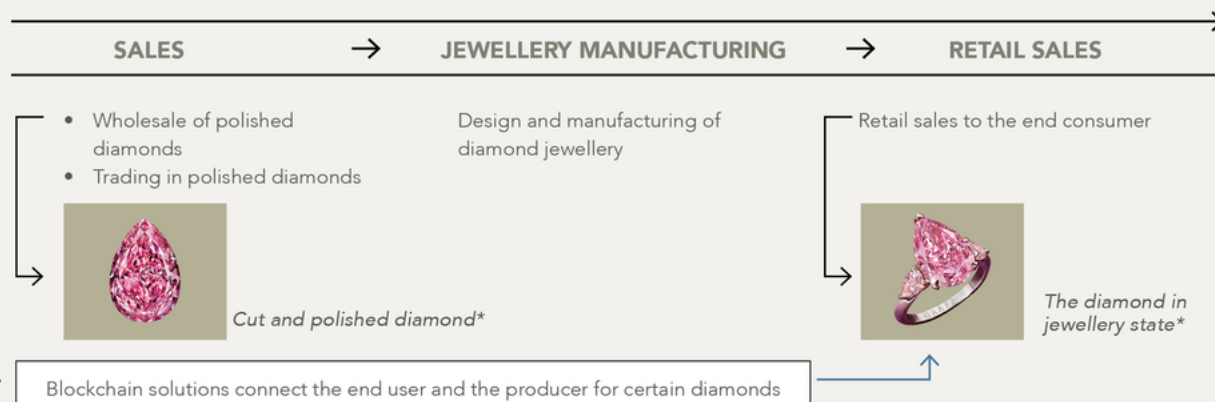 SALES → JEWELLERY MANUFACTURING → RETAIL SALES
• Wholesale of polished
diamonds
• Trading in polished diamonds
Cut and polished diamond*
Design and manufacturing of
diamond jewellery
Retail sales to the end consumer
The diamond in
jewellery state*
Blockchain solutions connect the end user and the producer for certain diamonds